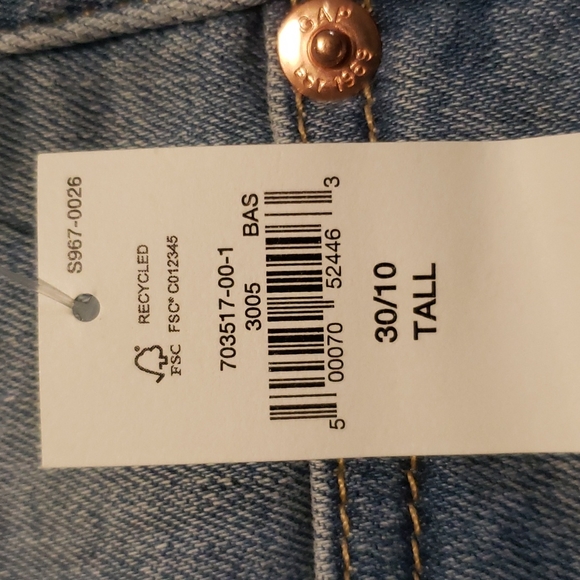 GAP
EST 1969
S967-0026
RECYCLED
FSC® C012345
FSC
703517-00-1
3005 BAS
5 00070 52446 3
30/10
TALL